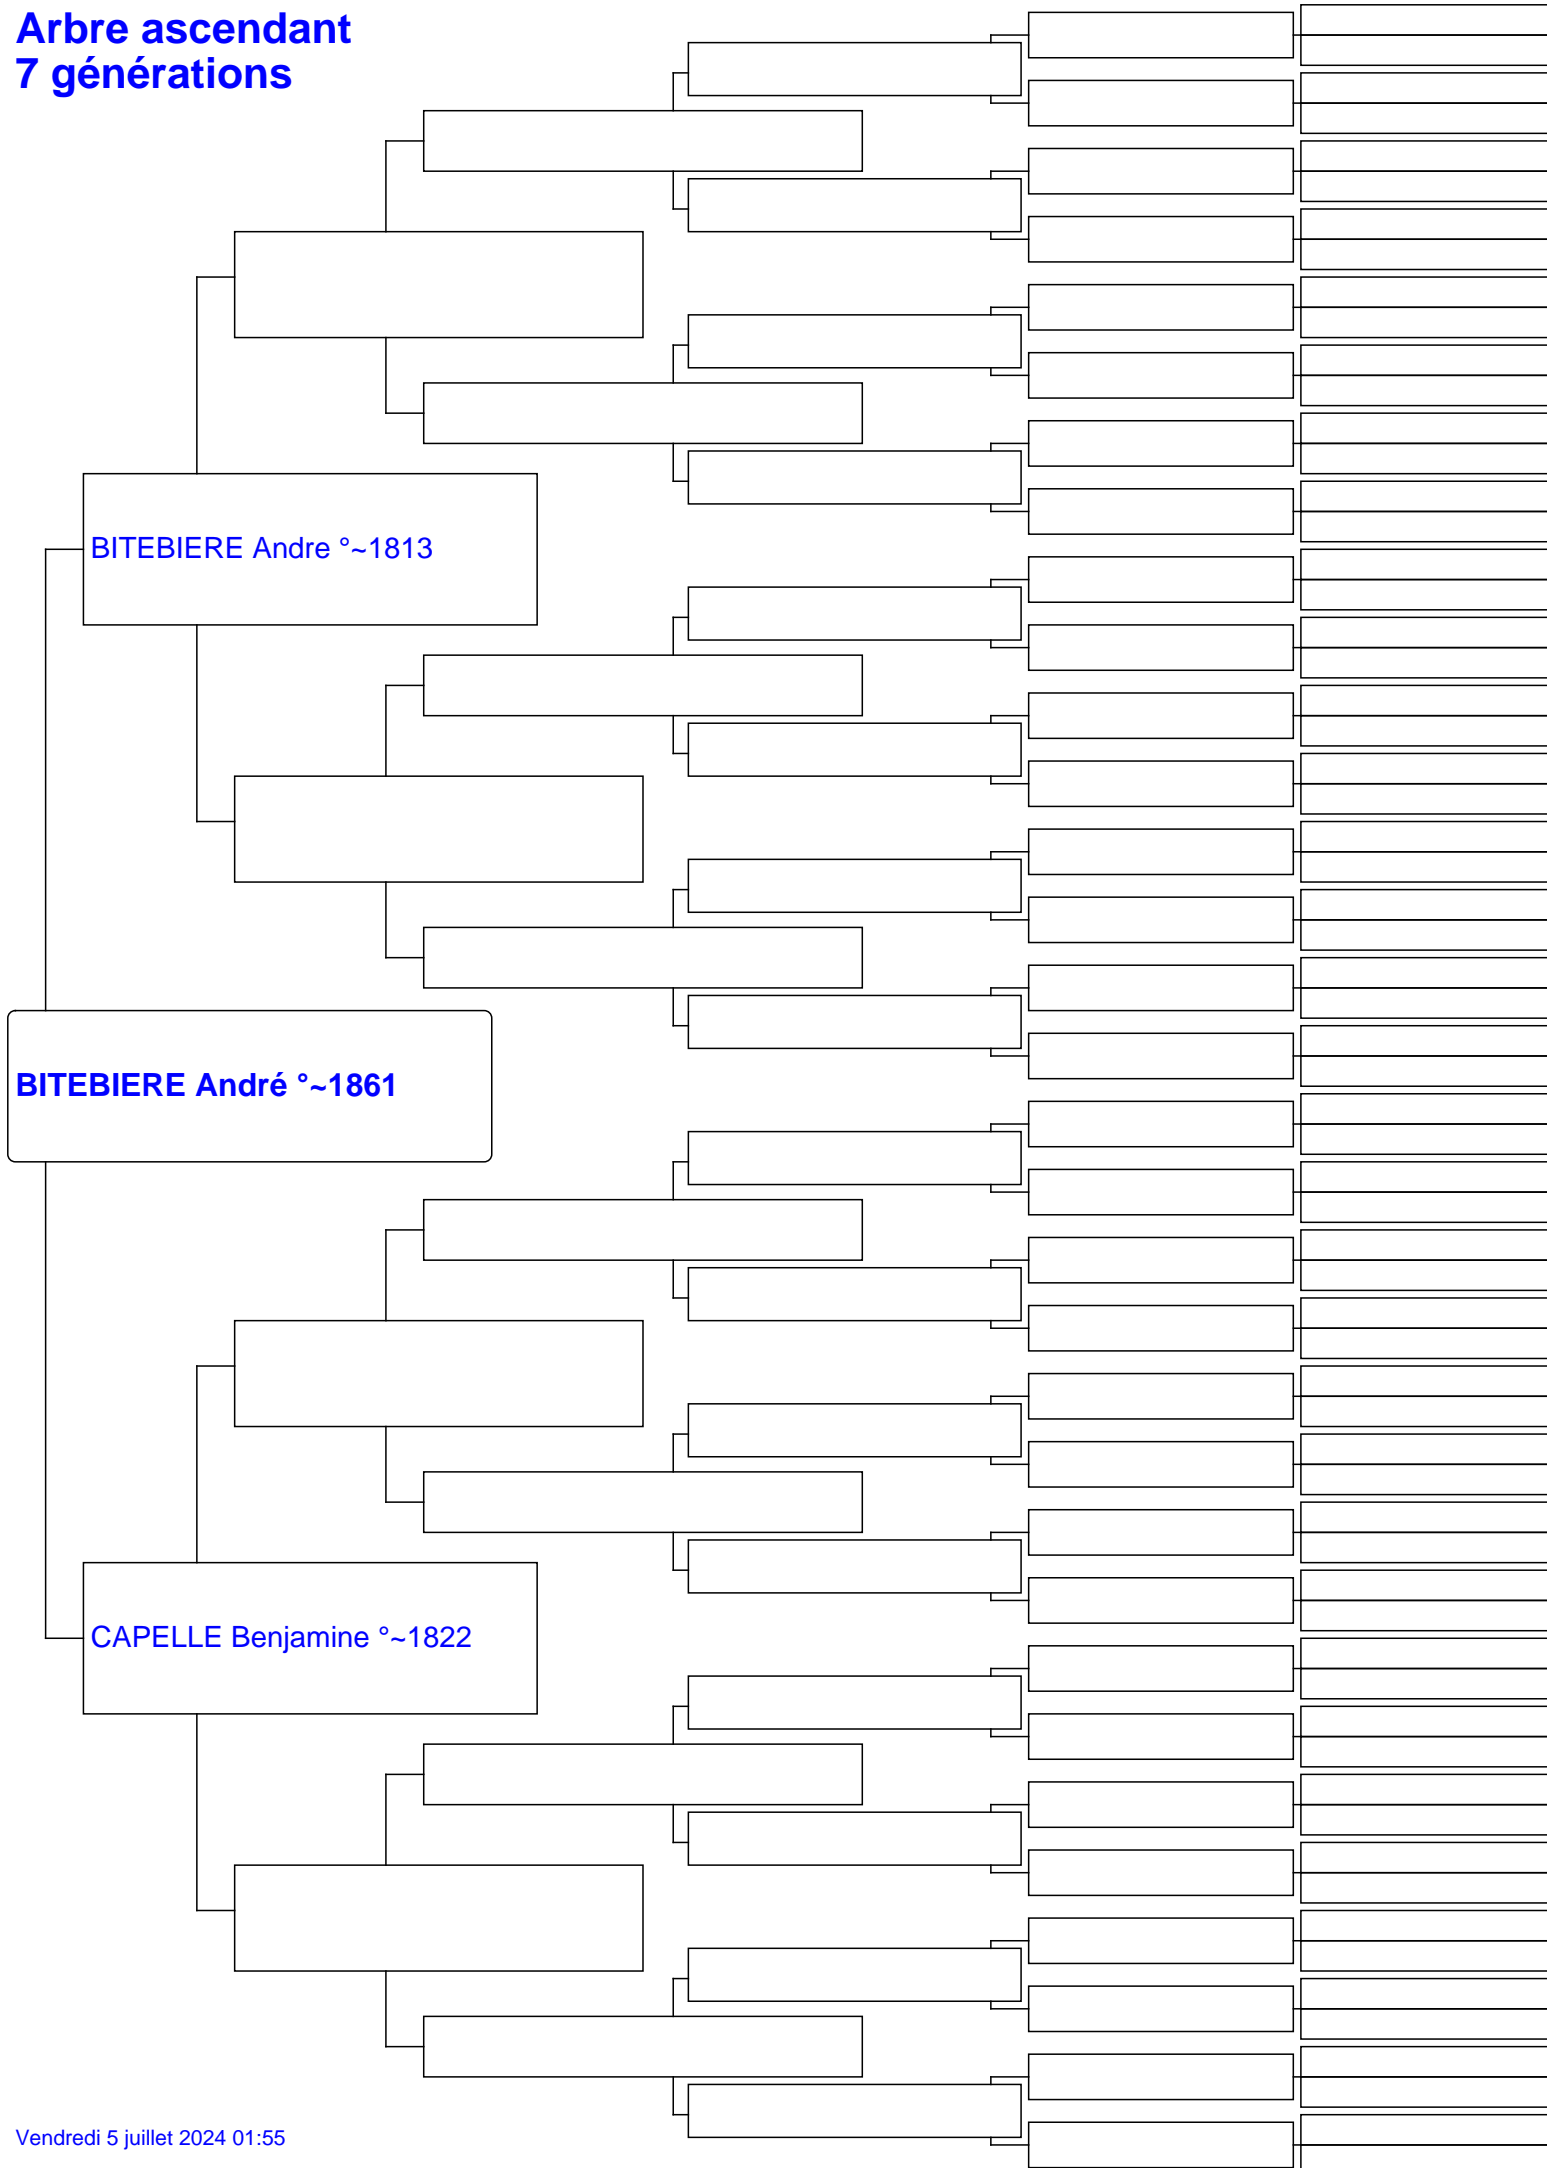 Arbre ascendant
7 générations
BITEBIERE Andre °~1813
BITEBIERE André °~1861
CAPELLE Benjamine °~1822
Vendredi 5 juillet 2024 01:55